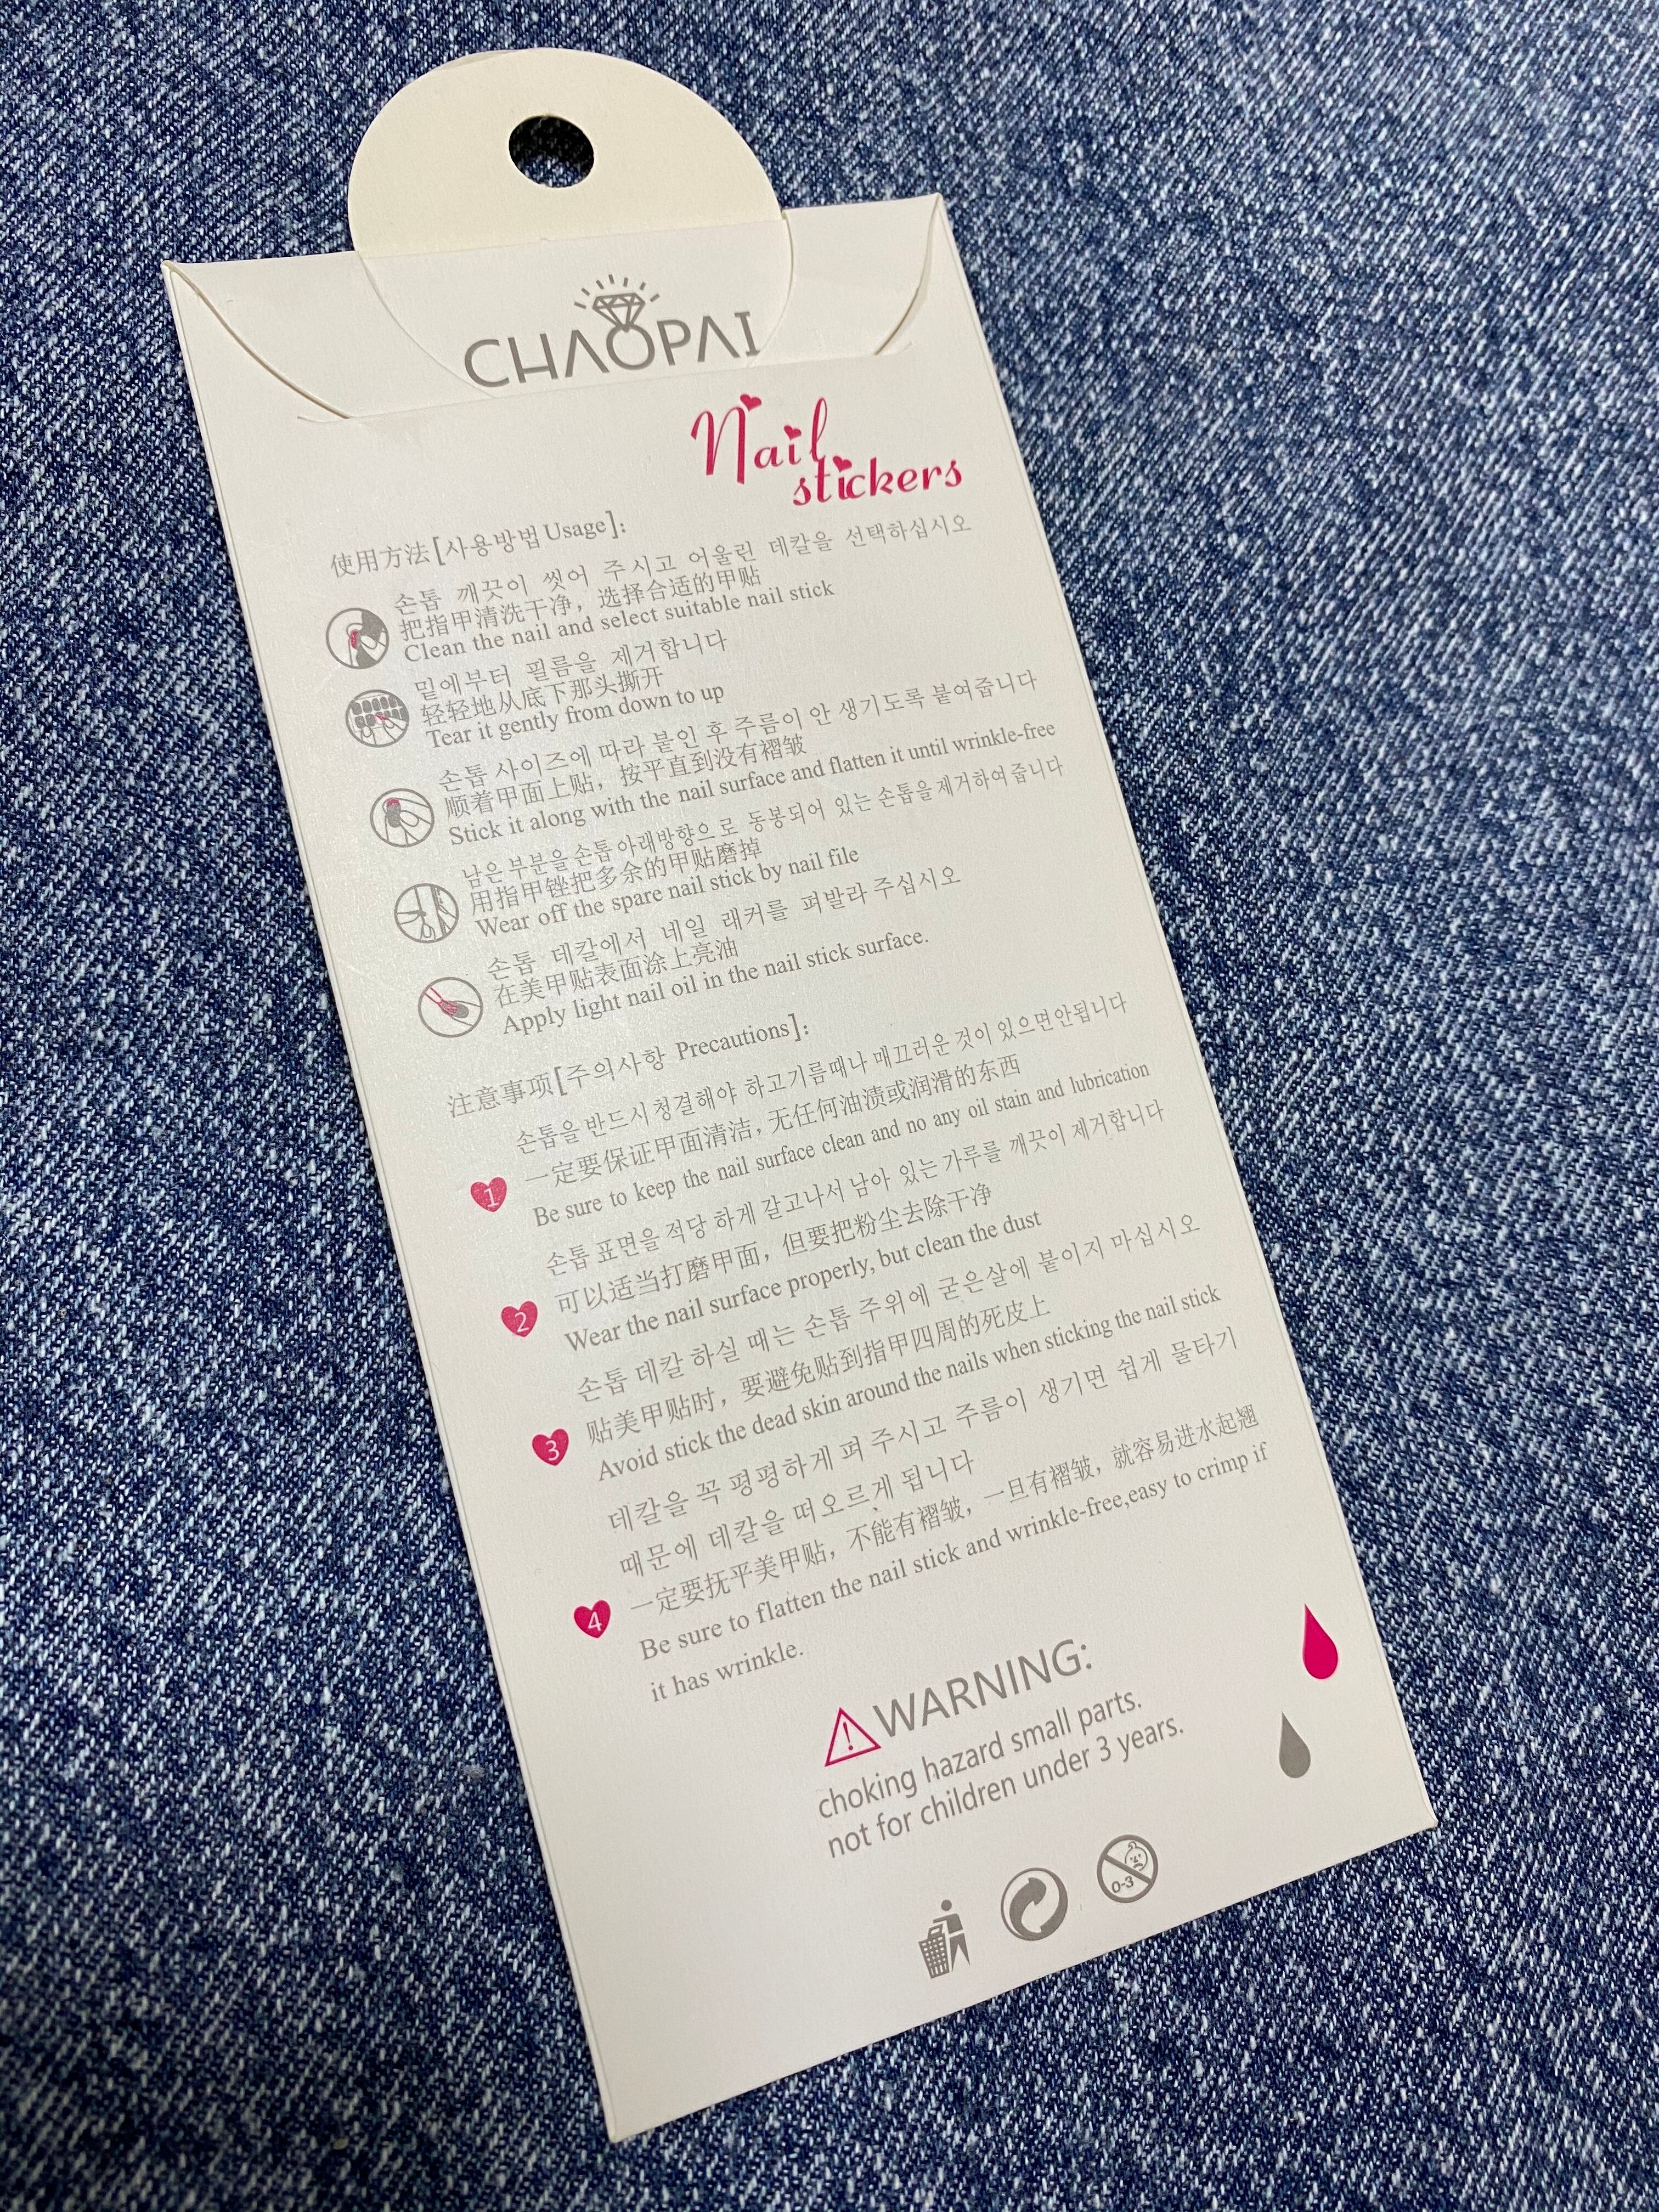 CHAOPAI
Nail
stickers
使用方法[사용방법Usage]:
손톱 깨끗이 씻어 주시고 어울린 데칼을 선택하십시오
把指甲清洗干净，选择合适的甲贴
Clean the nail and select suitable nail stick
밑에부터 필름을 제거합니다
轻轻地从底下那头撕开
Tear it gently from down to up
손톱 사이즈에 따라 붙인 후 주름이 안 생기도록 붙여줍니다
顺着甲面上贴，按平直到没有褶皱
Stick it along with the nail surface and flatten it until wrinkle-free
남은 부분을 손톱 아래방향으로 동봉되어 있는 손톱을 제거하여 줍니다
用指甲锉把多余的甲贴磨掉
Wear off the spare nail stick by nail file
손톱 데칼에서 네일 래커를 펴발라 주십시오
在美甲贴表面涂上亮油
Apply light nail oil in the nail stick surface.
注意事项[주의사항 Precautions]:
손톱을 반드시 청결해야 하고기름때나 매끄러운 것이 있으면안됩니다
一定要保证甲面清洁，无任何油渍或润滑的东西
1 Be sure to keep the nail surface clean and no any oil stain and lubrication
손톱 표면을 적당 하게 갈고나서 남아 있는 가루를 깨끗이 제거합니다
可以适当打磨甲面，但要把粉尘去除干净
2 Wear the nail surface properly, but clean the dust
손톱 데칼 하실 때는 손톱 주위에 굳은살에 붙이지 마십시오
贴美甲贴时，要避免贴到指甲四周的死皮上
3 Avoid stick the dead skin around the nails when sticking the nail stick
데칼을 꼭 평평하게 펴 주시고 주름이 생기면 쉽게 물타기
때문에 데칼을 떠오르게 됩니다
一定要抚平美甲贴，不能有褶皱，一旦有褶皱，就容易进水起翘
4 Be sure to flatten the nail stick and wrinkle-free,easy to crimp if
it has wrinkle.
WARNING:
choking hazard small parts.
not for children under 3 years.
0-3